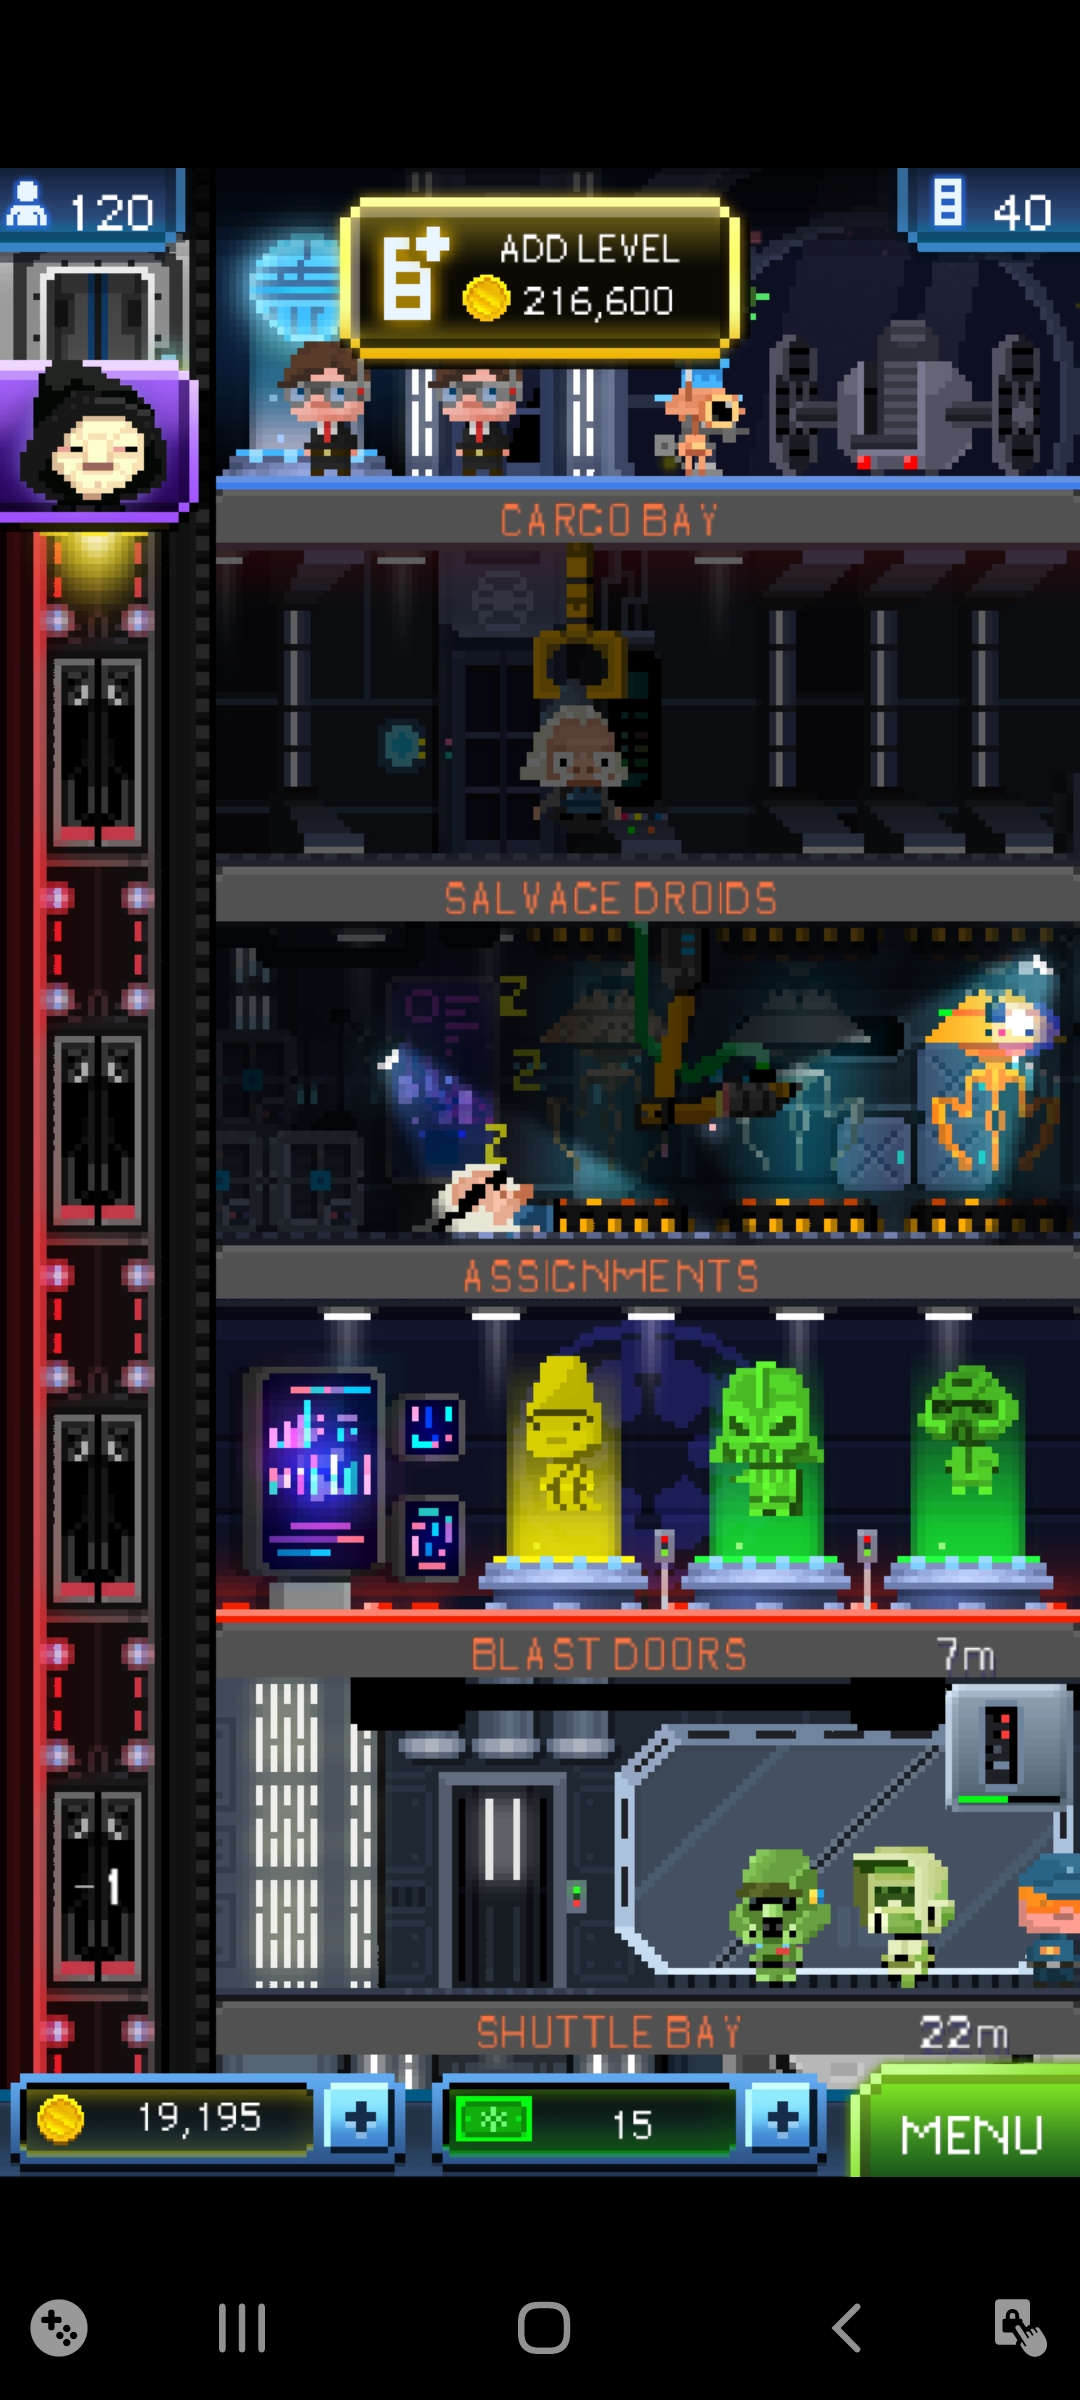 120
40
ADD LEVEL
216,600
CARGO BAY
SALVAGE DROIDS
Z
Z
Z
ASSIGNMENTS
BLAST DOORS 7m
-1
SHUTTLE BAY 22m
19,195
15
MENU